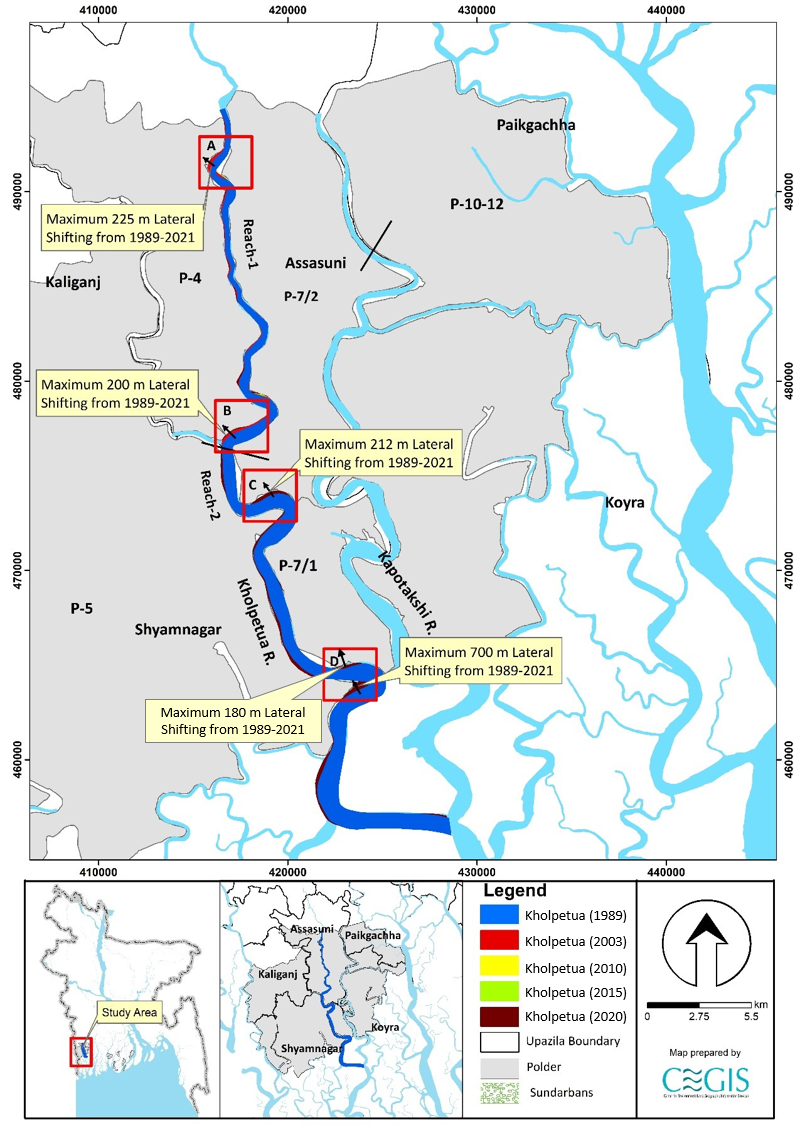 410000
420000
430000
440000
Paikgachha
A
490000
490000
P-10-12
Maximum 225 m Lateral
Shifting from 1989-2021
Reach-1
Assasuni
Kaliganj
P-4
P-7/2
480000
480000
Maximum 200 m Lateral
Shifting from 1989-2021
B
Maximum 212 m Lateral
Shifting from 1989-2021
C
Reach-2
Koyra
470000
470000
P-7/1
Kapotakshi R.
P-5
Kholpetua R.
Shyamnagar
D
Maximum 700 m Lateral
Shifting from 1989-2021
Maximum 180 m Lateral
Shifting from 1989-2021
460000
460000
410000
420000
430000
440000
Study Area
Assasuni
Paikgachha
Kaliganj
Koyra
Shyamnagar
Legend
Kholpetua (1989)
Kholpetua (2003)
Kholpetua (2010)
Kholpetua (2015)
Kholpetua (2020)
Upazila Boundary
Polder
Sundarbans
km
0 2.75 5.5
Map prepared by
CEGIS